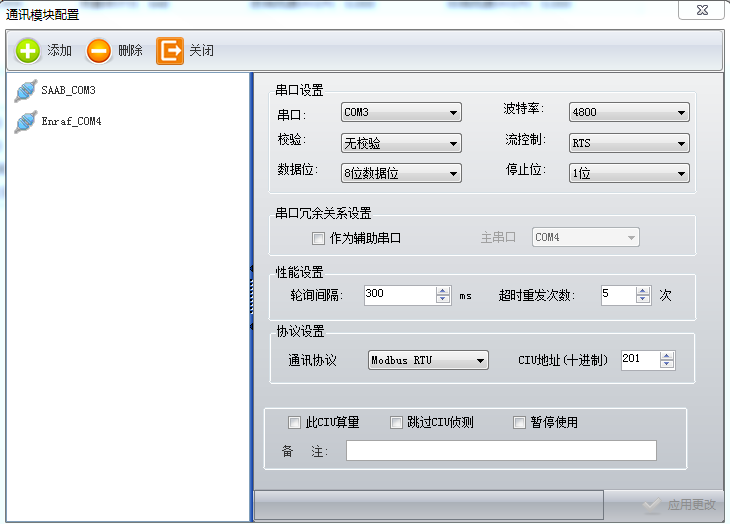 通讯模块配置
添加 删除 关闭
SAAB_COM3
Enraf_COM4
串口设置
串口: COM3 波特率: 4800
校验: 无校验 流控制: RTS
数据位: 8位数据位 停止位: 1位
串口冗余关系设置
作为辅助串口 主串口 COM4
性能设置
轮询间隔: 300 ms 超时重发次数: 5 次
协议设置
通讯协议 Modbus RTU CIU地址(十进制) 201
此CIU算量 跳过CIU侦测 暂停使用
备 注:
应用更改